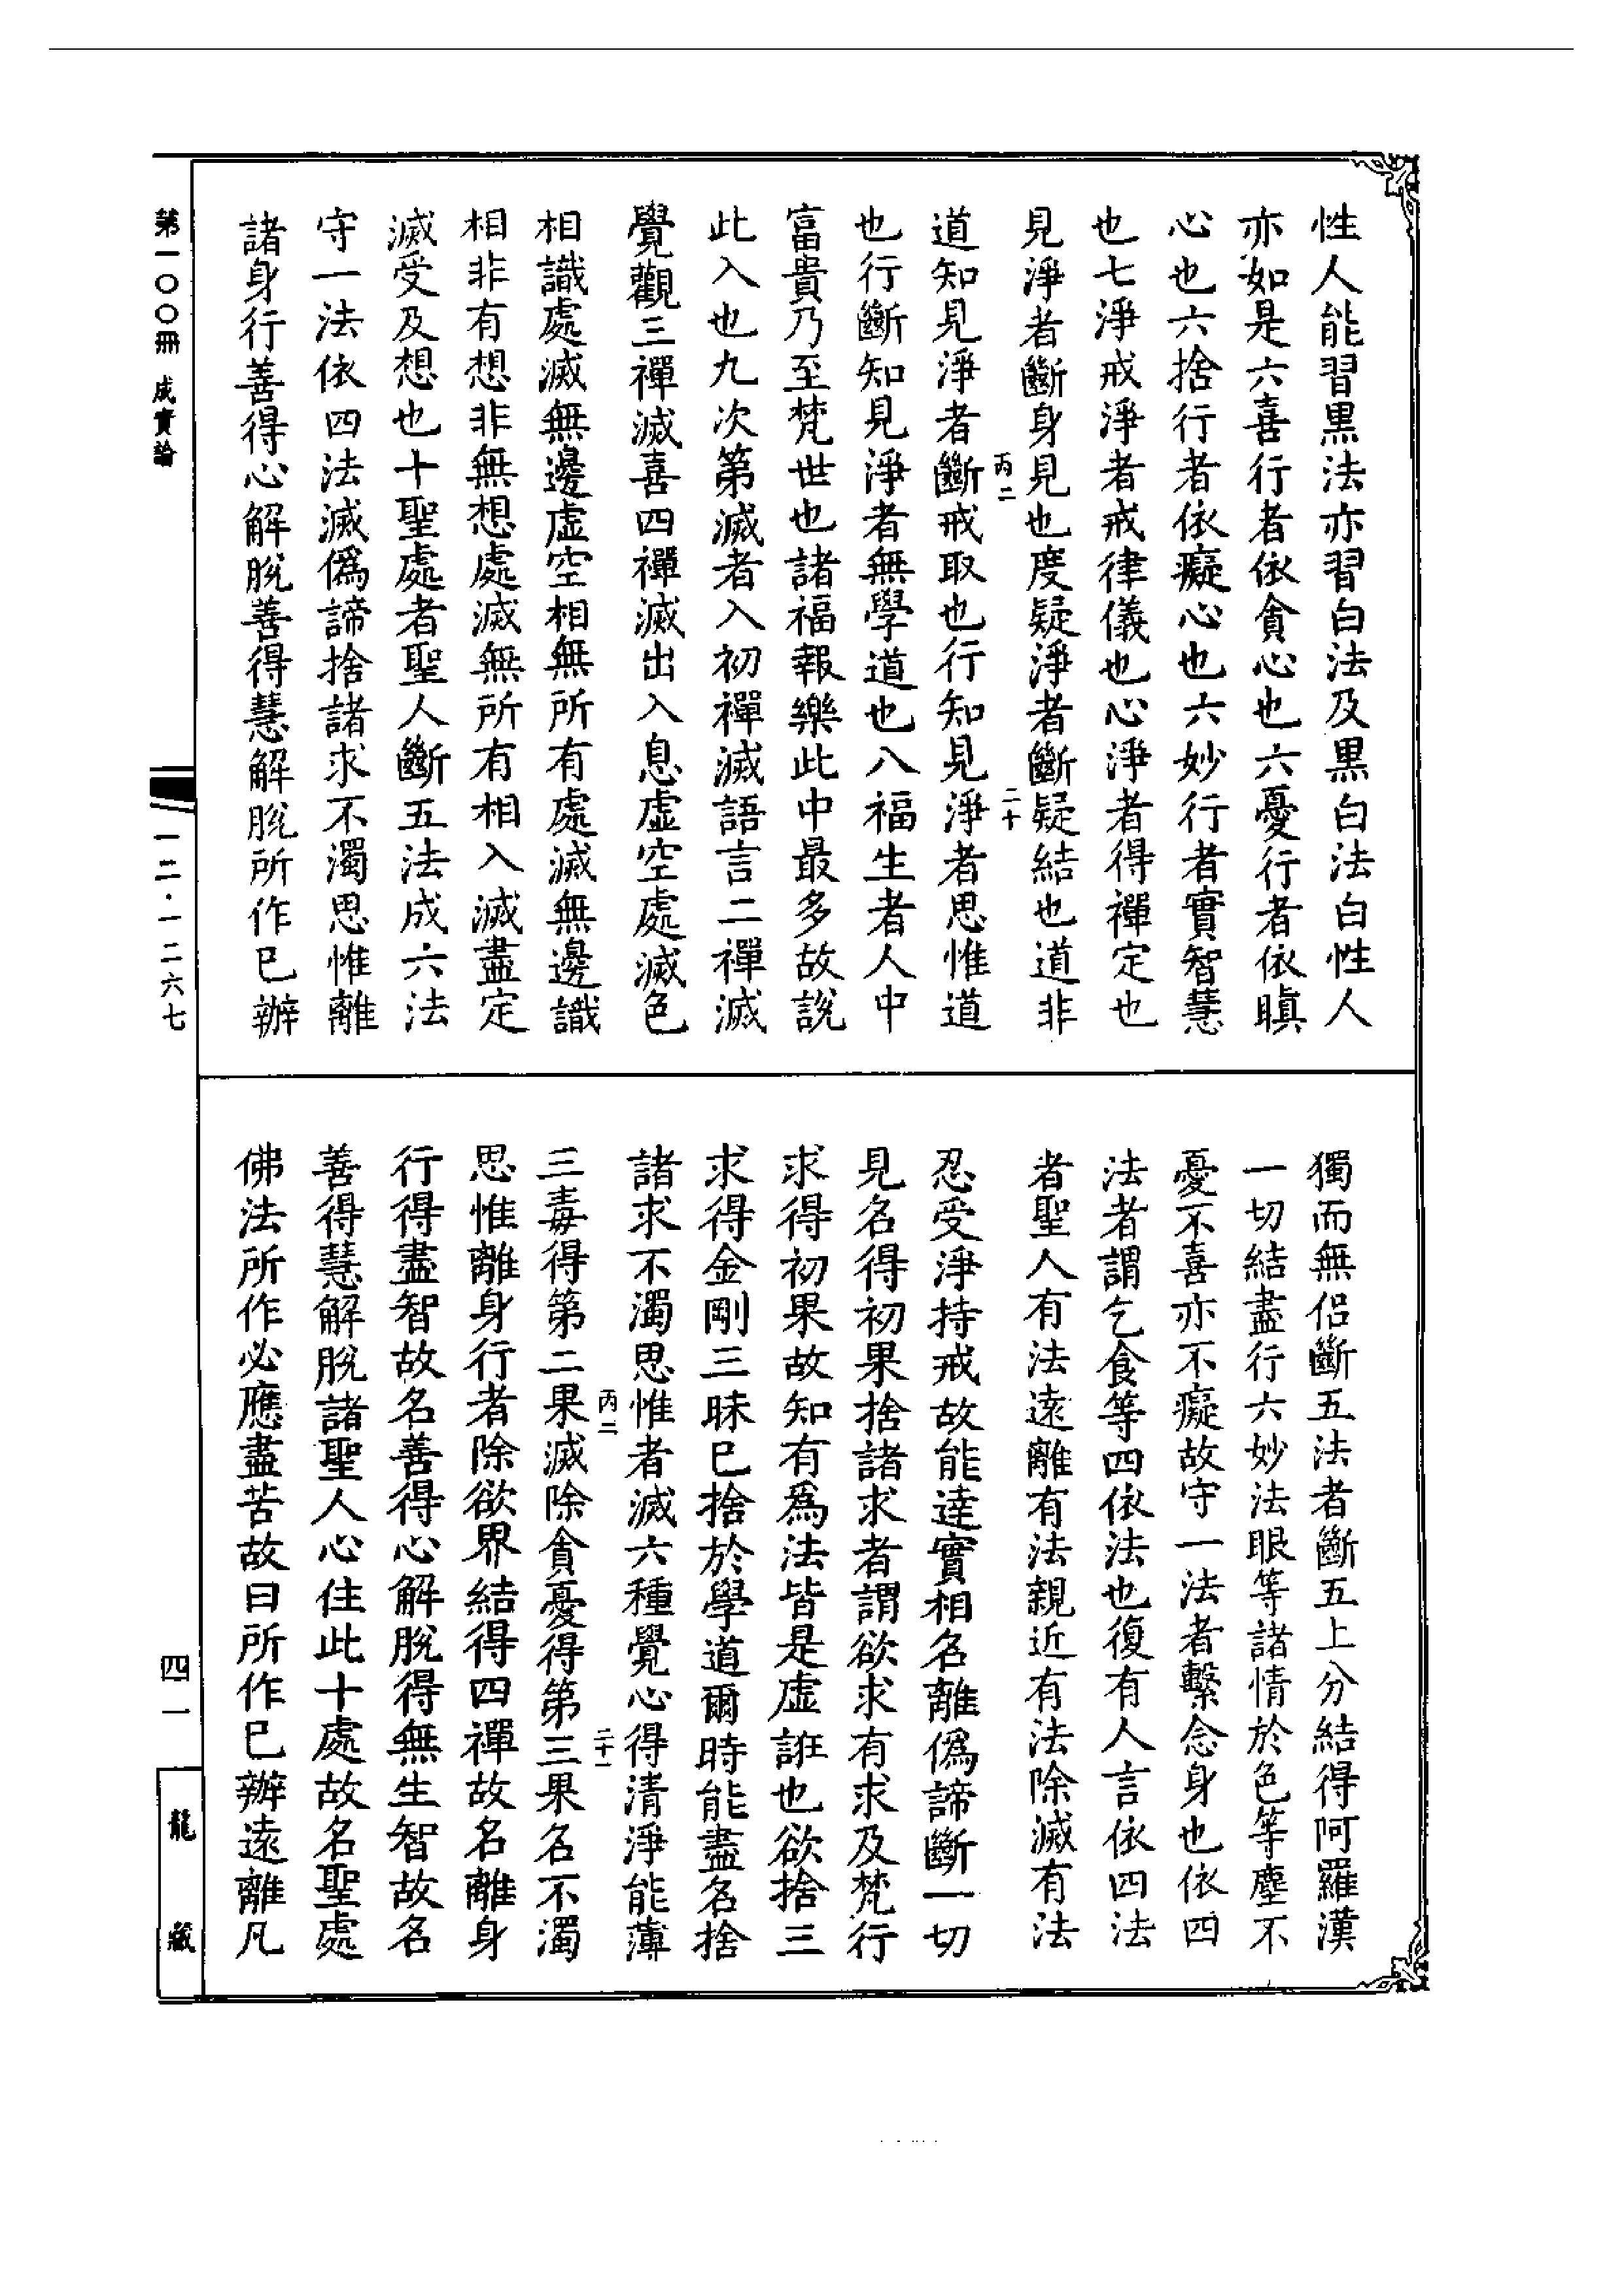 性人能習黒法亦習白法及黒白法白性人
亦如是六喜行者依貪心也六憂行者依瞋
心也六捨行者依癡心也六妙行者實智慧
也七淨戒淨者戒律儀也心淨者得禪定也
見淨者斷身見也度疑淨者斷疑結也道非
丙二
二十
道知見淨者斷戒取也行知見淨者思惟道
也行斷知見淨者無學道也八福生者人中
富貴乃至梵世也諸福報樂此中最多故説
此入也九次第滅者入初禪滅語言二禪滅
覺觀三禪滅喜四禪滅出入息虚空處滅色
相識處滅無邊虚空相無所有處滅無邊識
相非有想非無想處滅無所有相入滅盡定
滅受及想也十聖處者聖人斷五法成六法
守一法依四法滅僞諦捨諸求不濁思惟離
諸身行善得心解脫善得慧解脫所作已辦
獨而無侣斷五法者斷五上分結得阿羅漢
一切結盡行六妙法眼等諸情於色等塵不
憂不喜亦不癡故守一法者繫念身也依四
法者謂乞食等四依法也復有人言依四法
者聖人有法遠離有法親近有法除滅有法
忍受淨持戒故能達實相名離僞諦斷一切
見名得初果捨諸求者謂欲求有求及梵行
求得初果故知有爲法皆是虚誑也欲捨三
求得金剛三昧已捨於學道爾時能盡名捨
諸求不濁思惟者滅六種覺心得清淨能薄
丙二
二十一
三毒得第二果滅除貪憂得第三果名不濁
思惟離身行者除欲界結得四禪故名離身
行得盡智故名善得心解脫得無生智故名
善得慧解脫諸聖人心住此十處故名聖處
佛法所作必應盡苦故曰所作已辦遠離凡
第一〇〇冊 成實論
一二·一二六七
四一
龍藏